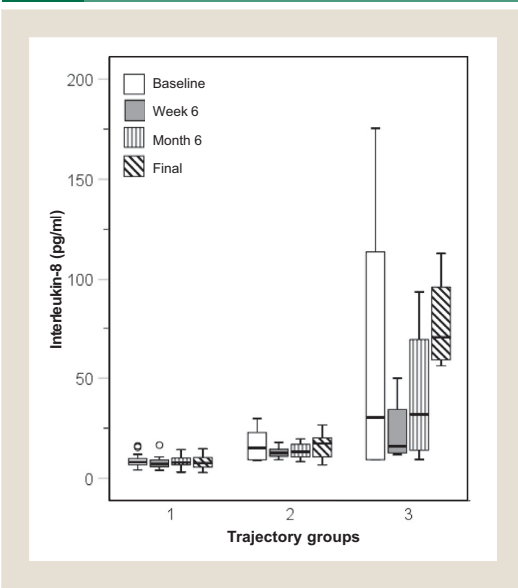 200
150
100
50
0
Interleukin-8 (pg/ml)
Baseline
Week 6
Month 6
Final
1 2 3
Trajectory groups